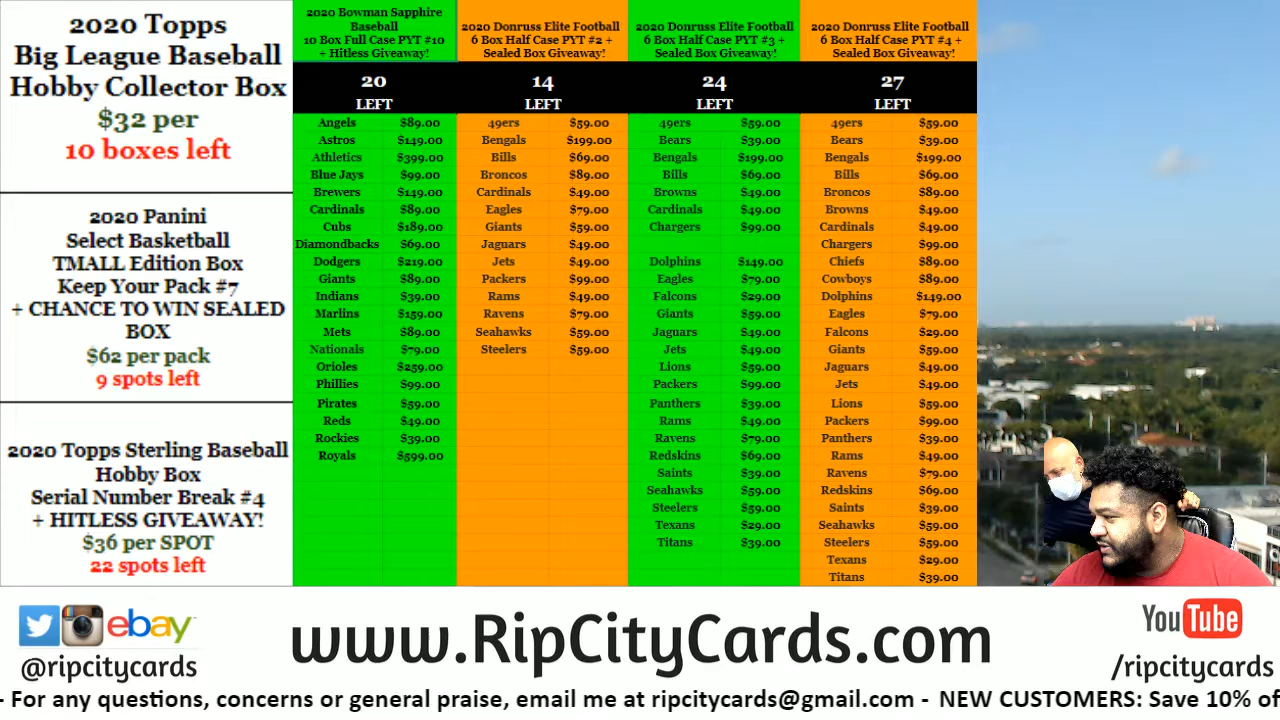 2020 Topps
Big League Baseball
Hobby Collector Box
$32 per
10 boxes left
2020 Panini
Select Basketball
TMALL Edition Box
Keep Your Pack #7
+ CHANCE TO WIN SEALED
BOX
$62 per pack
9 spots left
2020 Topps Sterling Baseball
Hobby Box
Serial Number Break #4
+ HITLESS GIVEAWAY!
$36 per SPOT
22 spots left
2020 Bowman Sapphire
Baseball
10 Box Full Case PYT #10
+ Hitless Giveaway!
20
LEFT
Angels $89.00
Astros $149.00
Athletics $399.00
Blue Jays $99.00
Brewers $149.00
Cardinals $89.00
Cubs $189.00
Diamondbacks $69.00
Dodgers $219.00
Giants $89.00
Indians $39.00
Marlins $159.00
Mets $89.00
Nationals $79.00
Orioles $259.00
Phillies $99.00
Pirates $59.00
Reds $49.00
Rockies $39.00
Royals $599.00
2020 Donruss Elite Football
6 Box Half Case PYT #2 +
Sealed Box Giveaway!
14
LEFT
49ers $59.00
Bengals $199.00
Bills $69.00
Broncos $89.00
Cardinals $49.00
Eagles $79.00
Giants $59.00
Jaguars $49.00
Jets $49.00
Packers $99.00
Rams $49.00
Ravens $79.00
Seahawks $59.00
Steelers $59.00
2020 Donruss Elite Football
6 Box Half Case PYT #3 +
Sealed Box Giveaway!
24
LEFT
49ers $59.00
Bears $39.00
Bengals $199.00
Bills $69.00
Browns $49.00
Cardinals $49.00
Chargers $99.00
Dolphins $149.00
Eagles $79.00
Falcons $29.00
Giants $59.00
Jaguars $49.00
Jets $49.00
Lions $59.00
Packers $99.00
Panthers $39.00
Rams $49.00
Ravens $79.00
Redskins $69.00
Saints $39.00
Seahawks $59.00
Steelers $59.00
Texans $29.00
Titans $39.00
2020 Donruss Elite Football
6 Box Half Case PYT #4 +
Sealed Box Giveaway!
27
LEFT
49ers $59.00
Bears $39.00
Bengals $199.00
Bills $69.00
Broncos $89.00
Browns $49.00
Cardinals $49.00
Chargers $99.00
Chiefs $89.00
Cowboys $89.00
Dolphins $149.00
Eagles $79.00
Falcons $29.00
Giants $59.00
Jaguars $49.00
Jets $49.00
Lions $59.00
Packers $99.00
Panthers $39.00
Rams $49.00
Ravens $79.00
Redskins $69.00
Saints $39.00
Seahawks $59.00
Steelers $59.00
Texans $29.00
Titans $39.00
ebay
@ripcitycards
www.RipCityCards.com
YouTube
/ripcitycards
- For any questions, concerns or general praise, email me at ripcitycards@gmail.com - NEW CUSTOMERS: Save 10% of